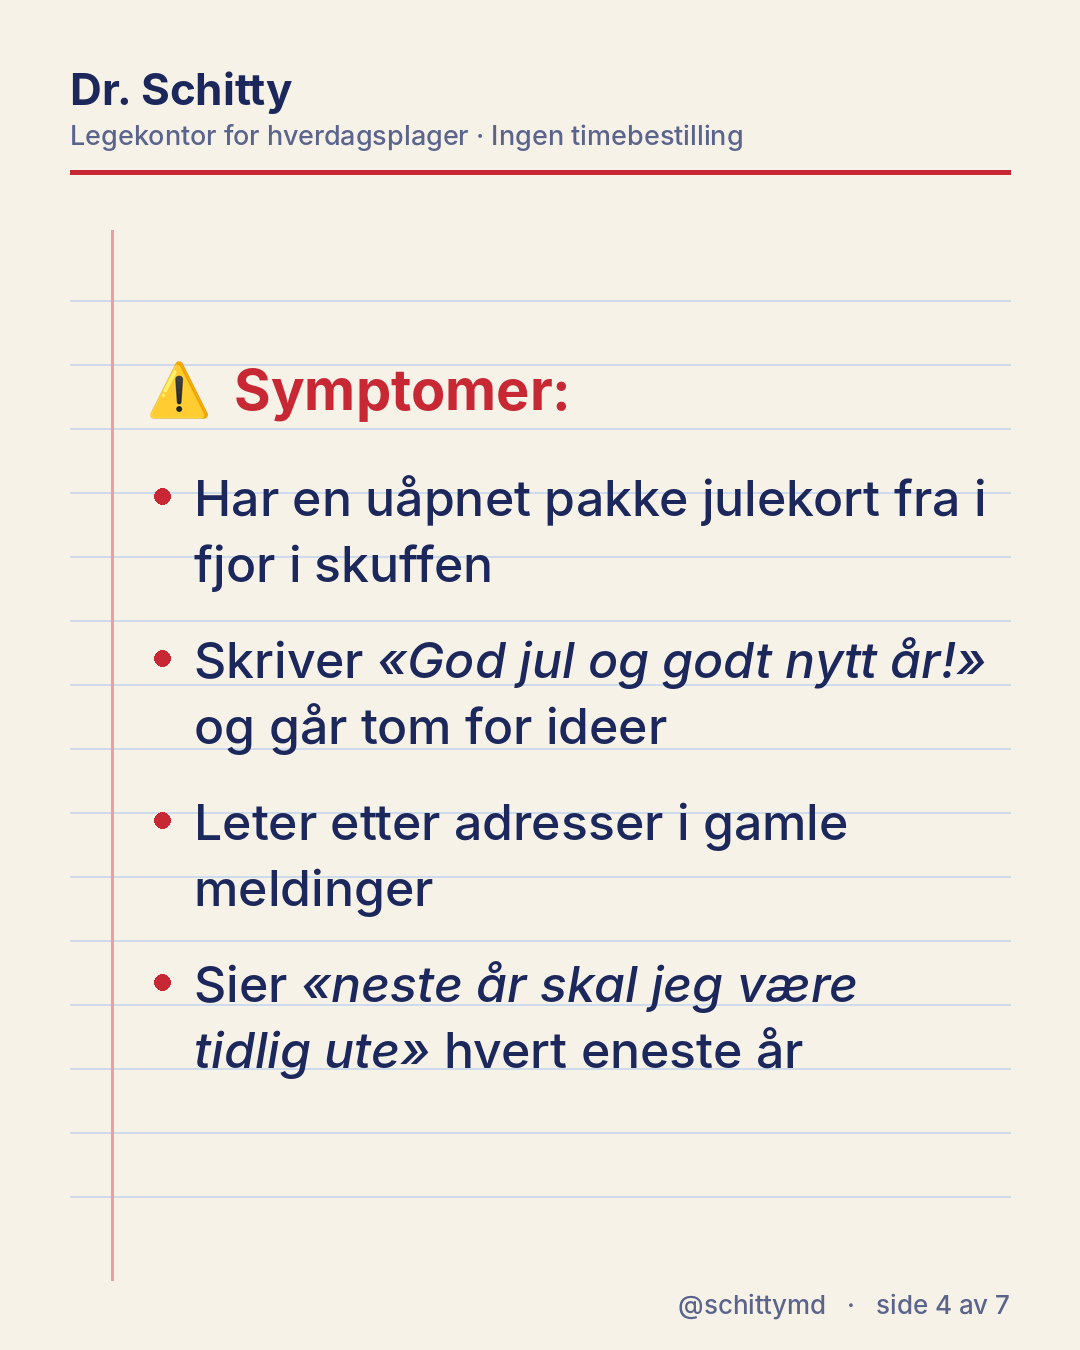 Dr. Schitty
Legekontor for hverdagsplager · Ingen timebestilling
⚠️ Symptomer:
• Har en uåpnet pakke julekort fra i
fjor i skuffen
• Skriver «God jul og godt nytt år!»
og går tom for ideer
• Leter etter adresser i gamle
meldinger
• Sier «neste år skal jeg være
tidlig ute» hvert eneste år
@schittymd · side 4 av 7